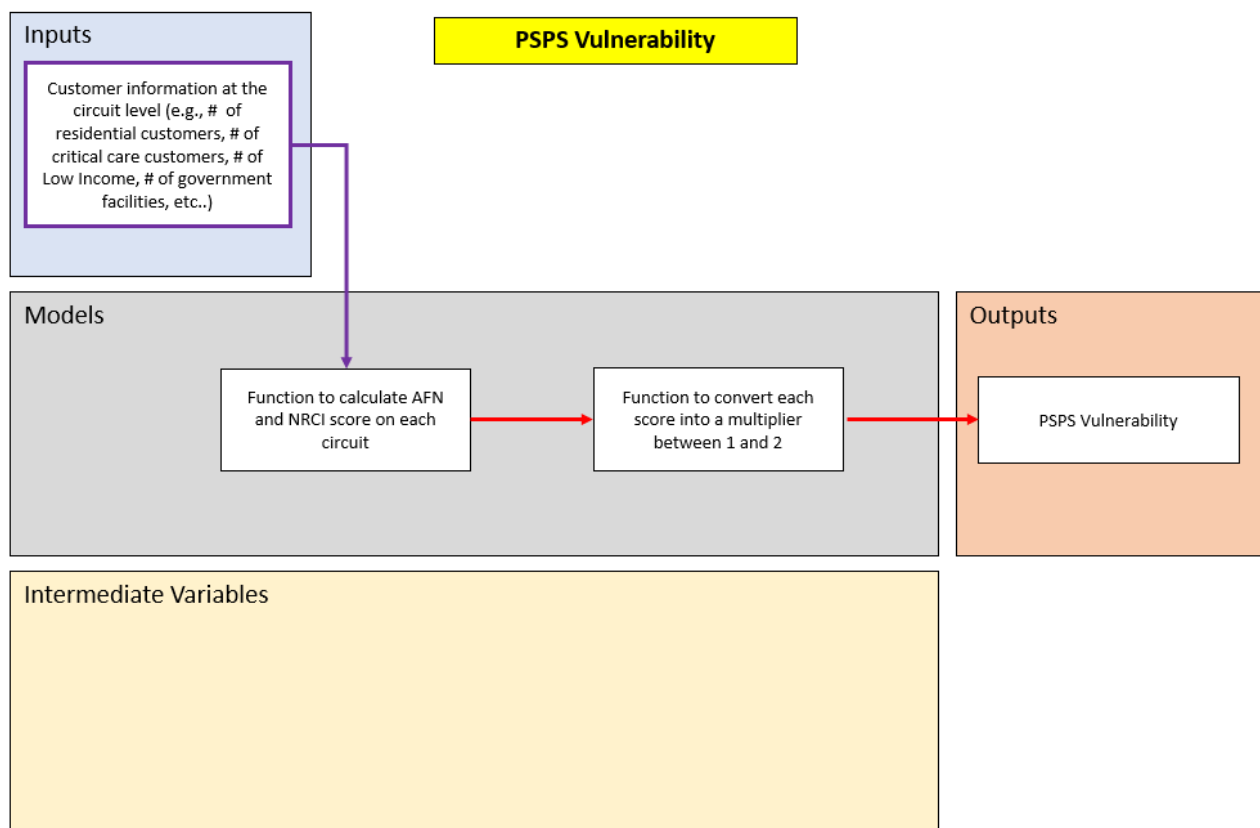 Inputs
PSPS Vulnerability
Customer information at the
circuit level (e.g., # of
residential customers, # of
critical care customers, # of
Low Income, # of government
facilities, etc..)
Models
Function to calculate AFN
and NRCI score on each
circuit
Function to convert each
score into a multiplier
between 1 and 2
Outputs
PSPS Vulnerability
Intermediate Variables